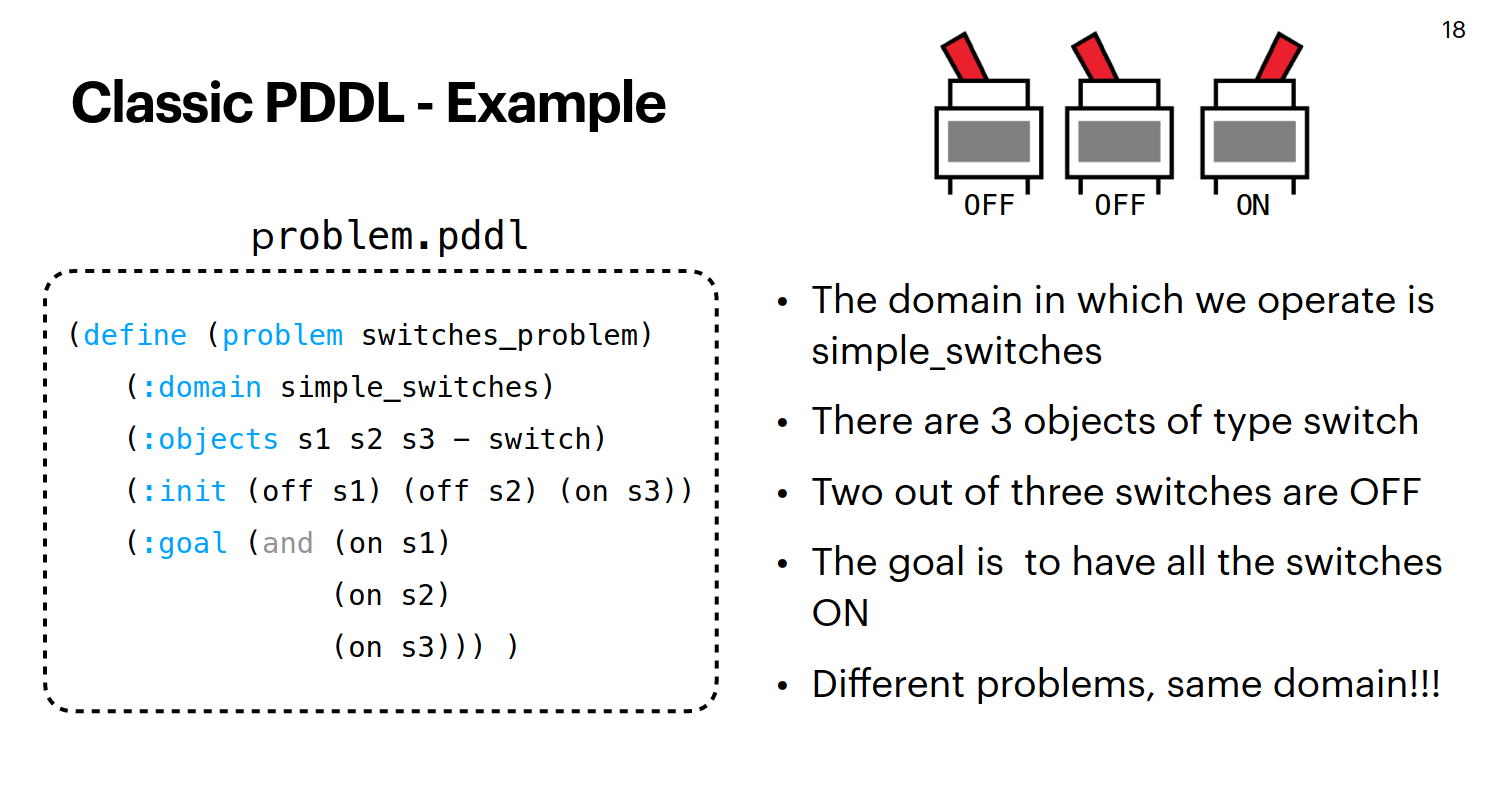 18
Classic PDDL - Example
OFF OFF ON
problem.pddl
(define (problem switches_problem)
(:domain simple_switches)
(:objects s1 s2 s3 – switch)
(:init (off s1) (off s2) (on s3))
(:goal (and (on s1)
(on s2)
(on s3))) )
• The domain in which we operate is
simple_switches
• There are 3 objects of type switch
• Two out of three switches are OFF
• The goal is  to have all the switches
ON
• Different problems, same domain!!!